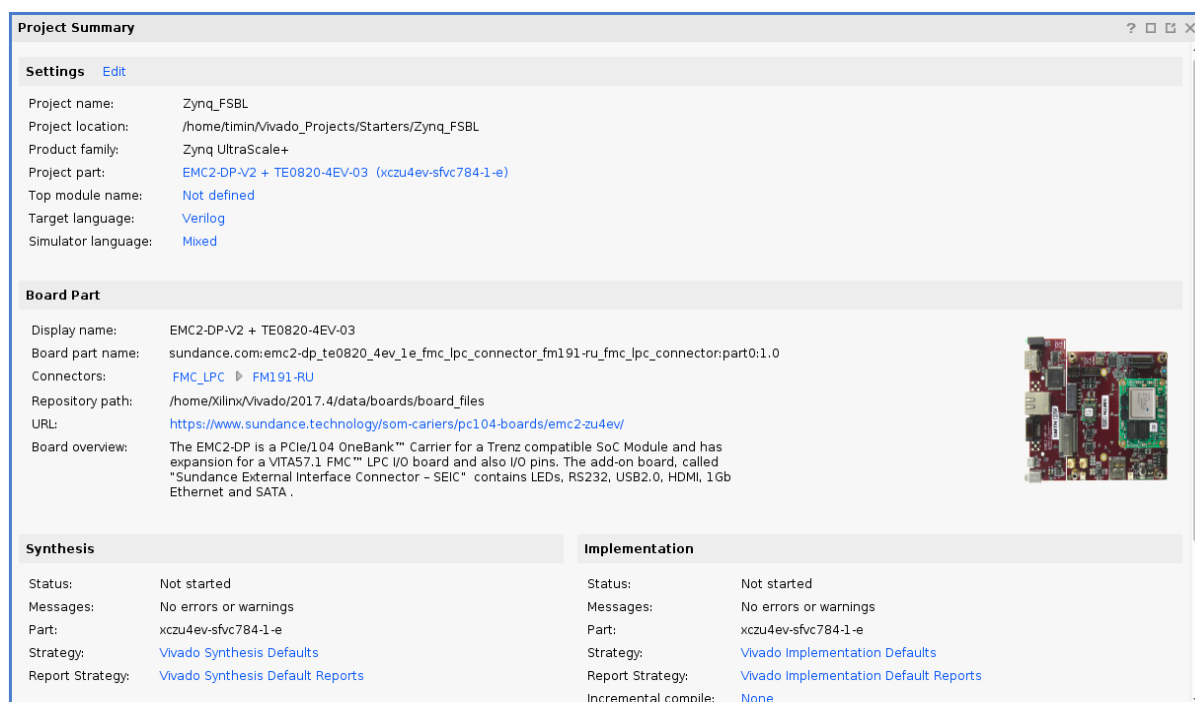 Project Summary
Settings Edit
Project name: Zynq_FSBL
Project location: /home/timin/Vivado_Projects/Starters/Zynq_FSBL
Product family: Zynq UltraScale+
Project part: EMC2-DP-V2 + TE0820-4EV-03 (xczu4ev-sfvc784-1-e)
Top module name: Not defined
Target language: Verilog
Simulator language: Mixed
Board Part
Display name: EMC2-DP-V2 + TE0820-4EV-03
Board part name: sundance.com:emc2-dp_te0820_4ev_1e_fmc_lpc_connector_fm191-ru_fmc_lpc_connector:part0:1.0
Connectors: FMC_LPC ▷ FM191-RU
Repository path: /home/Xilinx/Vivado/2017.4/data/boards/board_files
URL: https://www.sundance.technology/som-cariers/pc104-boards/emc2-zu4ev/
Board overview: The EMC2-DP is a PCIe/104 OneBank™ Carrier for a Trenz compatible SoC Module and has
expansion for a VITA57.1 FMC™ LPC I/O board and also I/O pins. The add-on board, called
"Sundance External Interface Connector – SEIC" contains LEDs, RS232, USB2.0, HDMI, 1Gb
Ethernet and SATA .
Synthesis
Status: Not started
Messages: No errors or warnings
Part: xczu4ev-sfvc784-1-e
Strategy: Vivado Synthesis Defaults
Report Strategy: Vivado Synthesis Default Reports
Implementation
Status: Not started
Messages: No errors or warnings
Part: xczu4ev-sfvc784-1-e
Strategy: Vivado Implementation Defaults
Report Strategy: Vivado Implementation Default Reports
Incremental compile: None